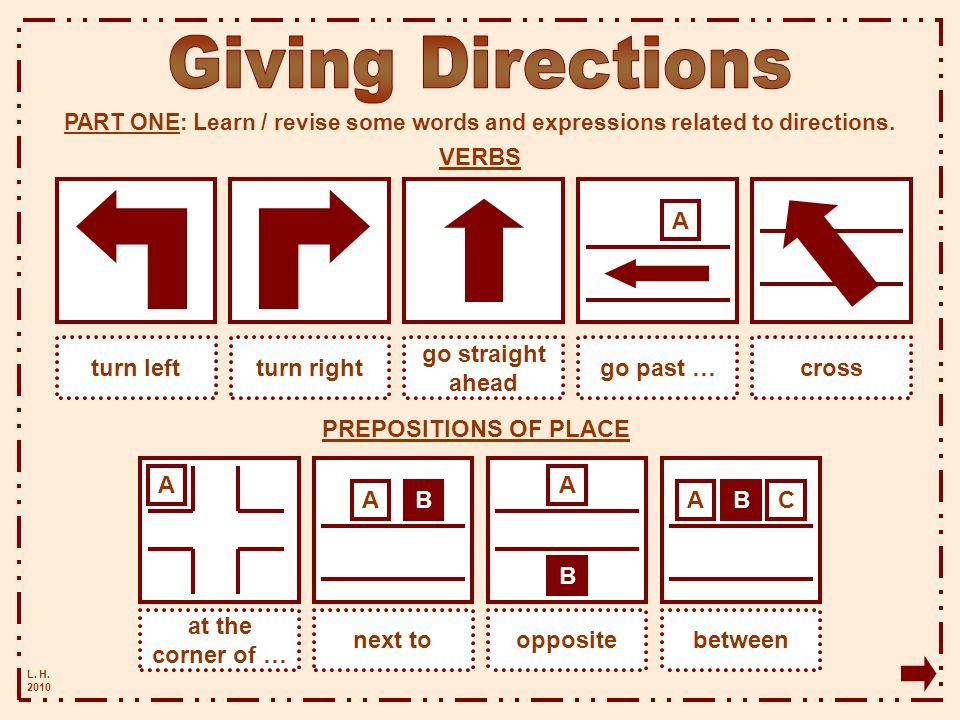 Giving Directions
PART ONE: Learn / revise some words and expressions related to directions.
VERBS
A
turn left
turn right
go straight
ahead
go past …
cross
PREPOSITIONS OF PLACE
A
A B
A
B
A B C
at the
corner of …
next to
opposite
between
L. H.
2010